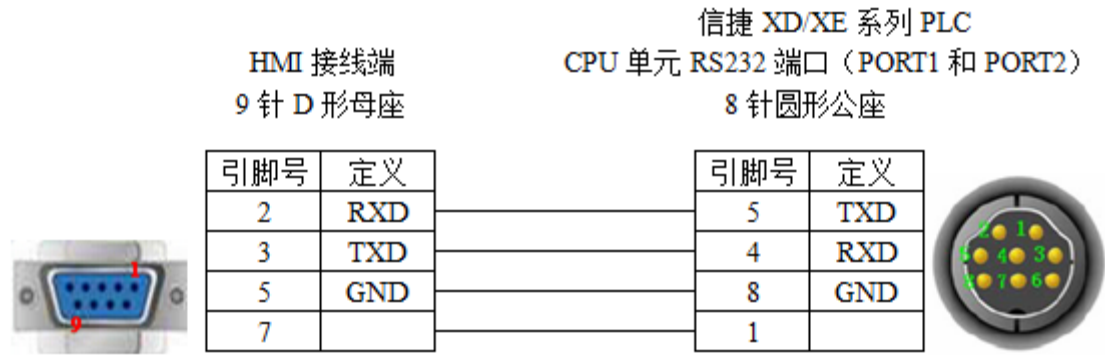 信捷 XD/XE 系列 PLC
HMI 接线端 CPU 单元 RS232 端口（PORT1 和 PORT2）
9 针 D 形母座 8 针圆形公座
引脚号 定义 引脚号 定义
2 RXD 5 TXD
3 TXD 4 RXD
5 GND 8 GND
7 1
1
9
2 1
5 4 3
8 7 6